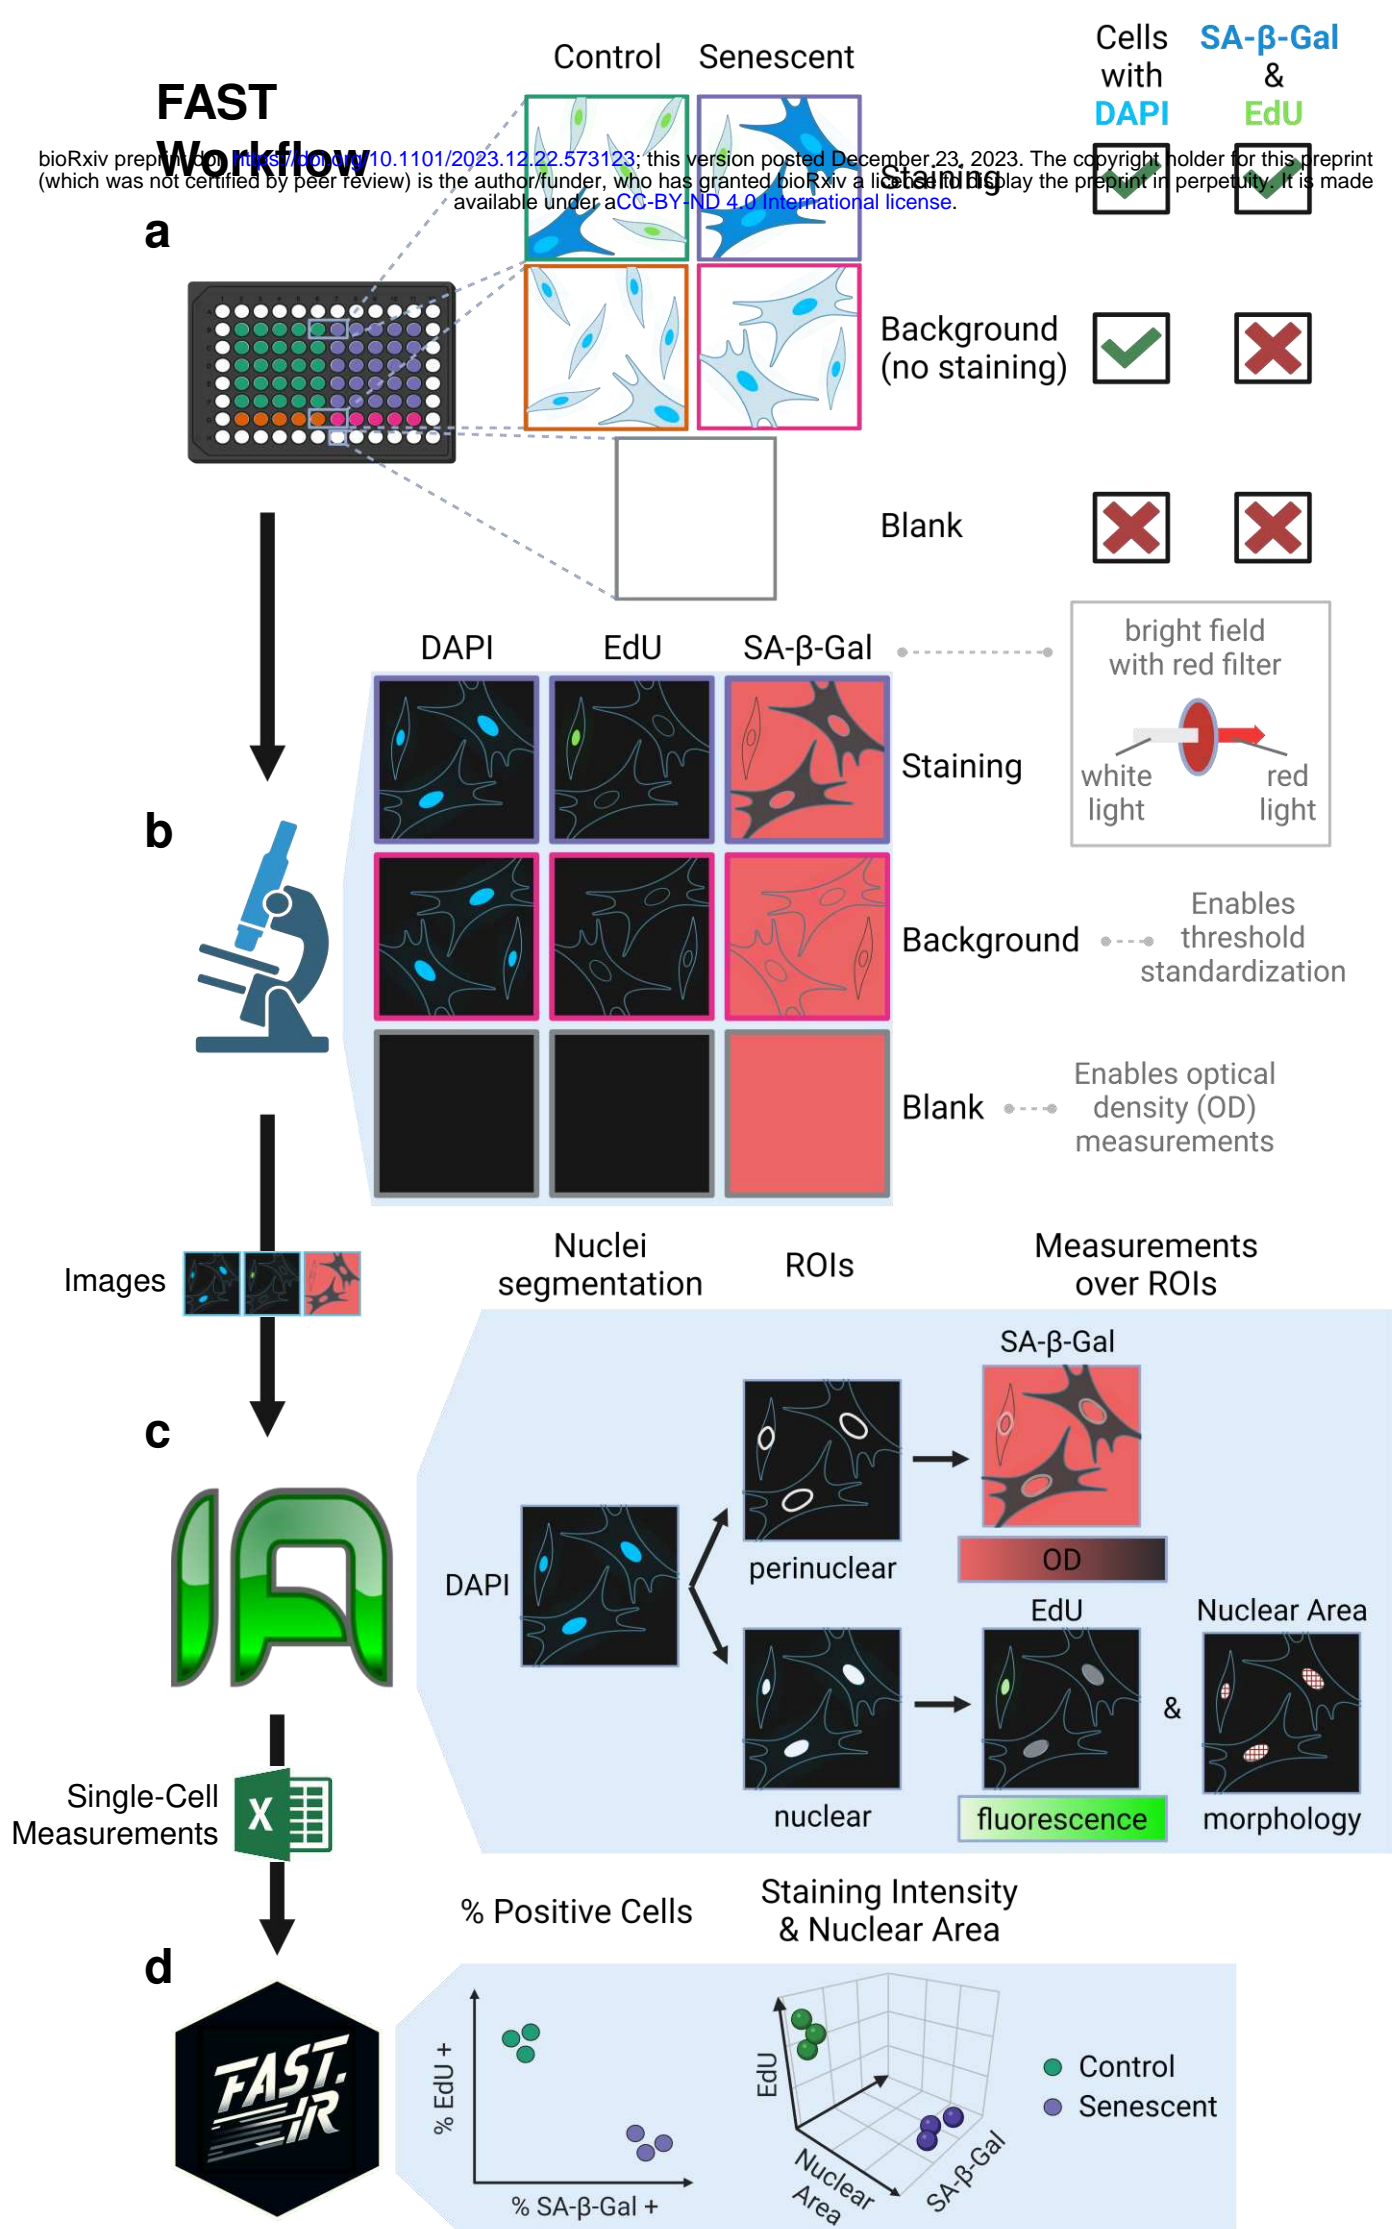 Control Senescent
Cells with DAPI
SA-β-Gal & EdU
FAST
Workflow
bioRxiv preprint doi: https://doi.org/10.1101/2023.12.22.573123; this version posted December 23, 2023. The copyright holder for this preprint
(which was not certified by peer review) is the author/funder, who has granted bioRxiv a license to display the preprint in perpetuity. It is made
available under aCC-BY-ND 4.0 International license.
Staining
a
Background
(no staining)
Blank
DAPI EdU SA-β-Gal
bright field
with red filter
white
light
red
light
b
Staining
Background
Enables
threshold
standardization
Blank
Enables optical
density (OD)
measurements
Images
Nuclei
segmentation
ROIs
Measurements
over ROIs
c
SA-β-Gal
OD
DAPI
perinuclear
EdU
Nuclear Area
&
nuclear
fluorescence
morphology
Single-Cell
Measurements
X
% Positive Cells
Staining Intensity
& Nuclear Area
d
FAST.
R
% EdU +
% SA-β-Gal +
EdU
Nuclear
Area
SA-β-Gal
Control
Senescent